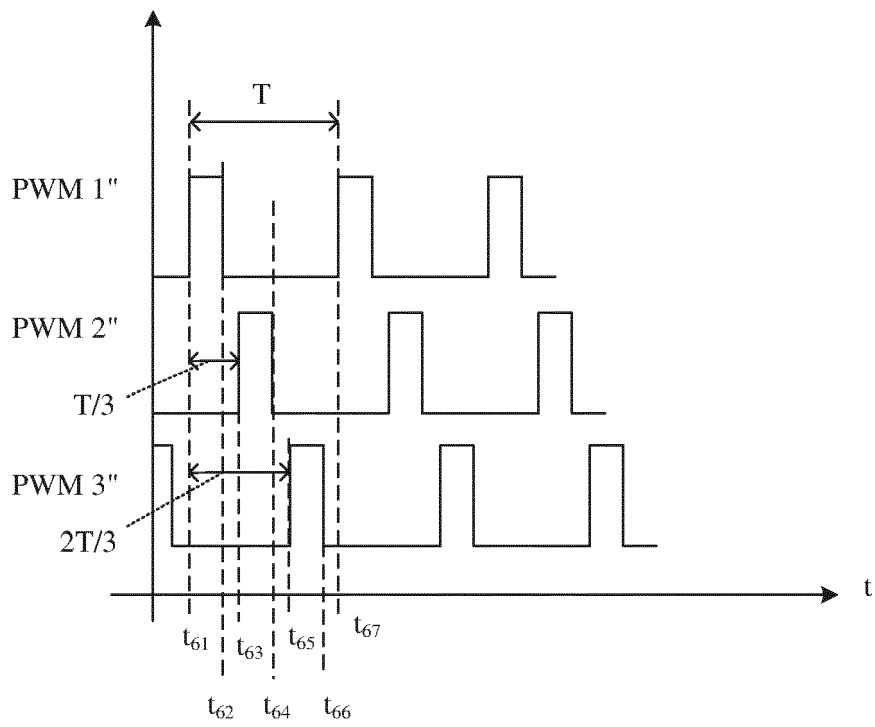 T
PWM 1"
PWM 2"
T/3
PWM 3"
2T/3
t
t61 t63 t65 t67
t62 t64 t66